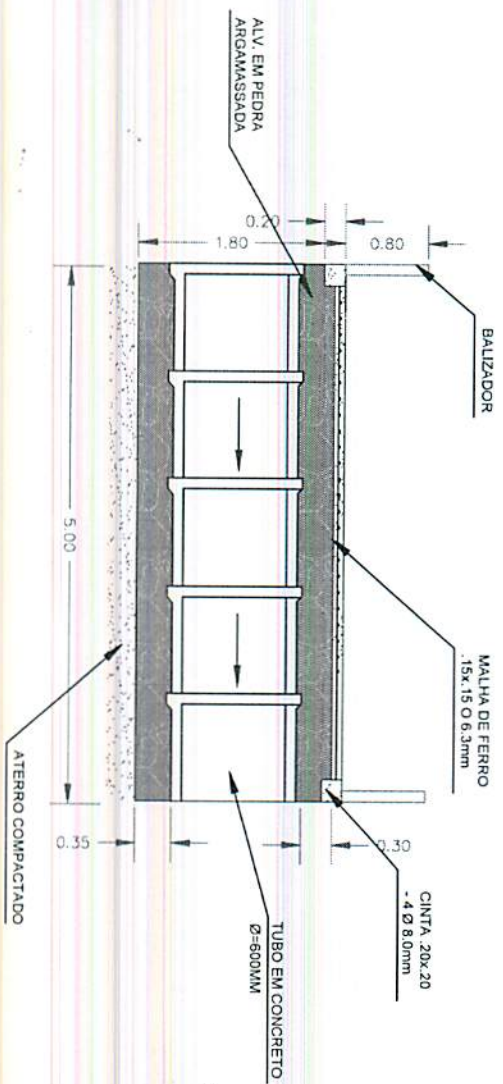 BALIZADOR
MALHA DE FERRO
.15x.15 O 6.3mm
CINTA .20x.20
- 4 Ø 8.0mm
0.80
0.20
1.80
0.30
0.35
ALV. EM PEDRA
ARGAMASSADA
TUBO EM CONCRETO
Ø=600MM
5.00
ATERRO COMPACTADO